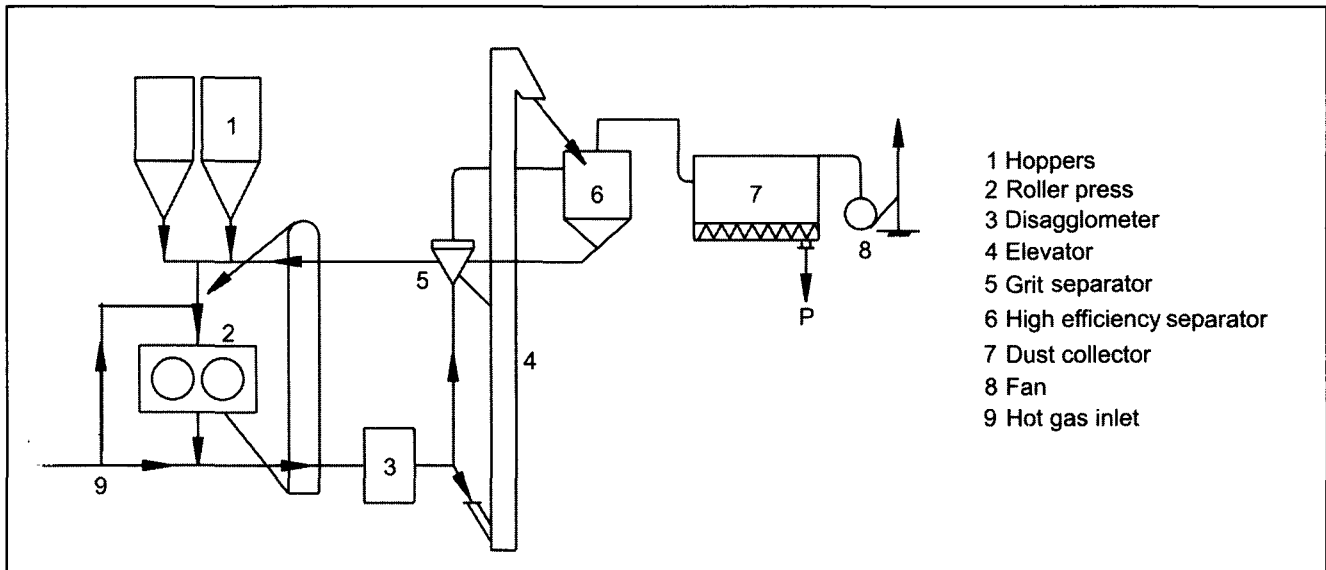 1
6
7
8
5
4
2
3
9
P
1 Hoppers
2 Roller press
3 Disagglometer
4 Elevator
5 Grit separator
6 High efficiency separator
7 Dust collector
8 Fan
9 Hot gas inlet